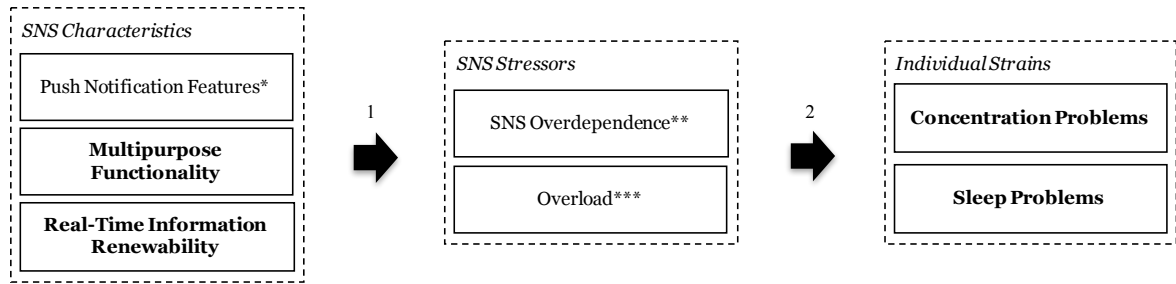 SNS Characteristics
Push Notification Features*
Multipurpose
Functionality
Real-Time Information
Renewability
1
SNS Stressors
SNS Overdependence**
Overload***
2
Individual Strains
Concentration Problems
Sleep Problems